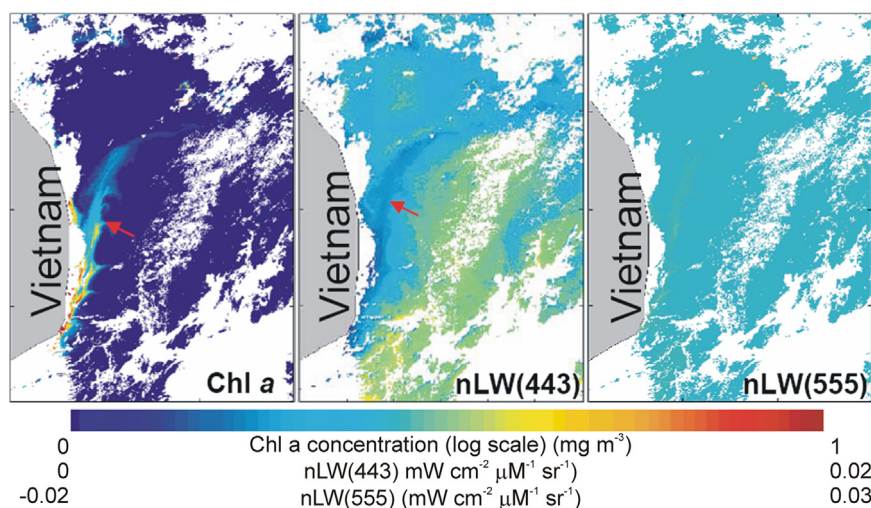 Vietnam
Chl a
Vietnam
nLW(443)
Vietnam
nLW(555)
0 Chl a concentration (log scale) (mg m⁻³) 1
0 nLW(443) mW cm⁻² µM⁻¹ sr⁻¹) 0.02
-0.02 nLW(555) (mW cm⁻² µM⁻¹ sr⁻¹) 0.03